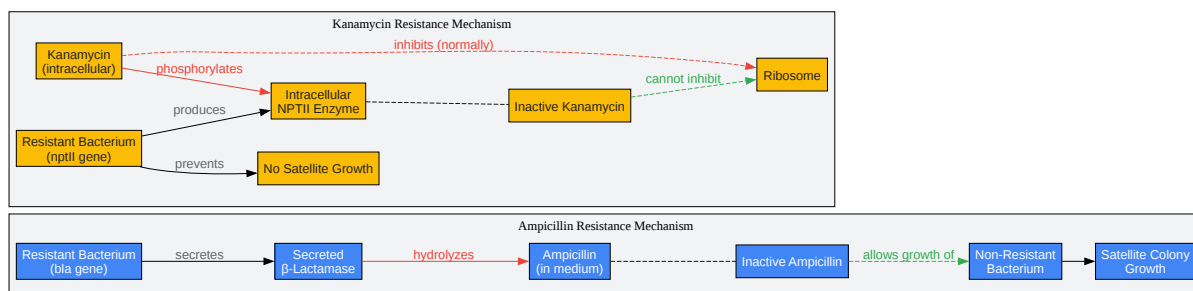 Kanamycin Resistance Mechanism
Kanamycin
(intracellular)
inhibits (normally)
phosphorylates
Ribosome
cannot inhibit
Intracellular
NPTII Enzyme
Inactive Kanamycin
produces
Resistant Bacterium
(nptII gene)
prevents
No Satellite Growth
Ampicillin Resistance Mechanism
Resistant Bacterium
(bla gene)
secretes
Secreted
β-Lactamase
hydrolyzes
Ampicillin
(in medium)
Inactive Ampicillin
allows growth of
Non-Resistant
Bacterium
Satellite Colony
Growth